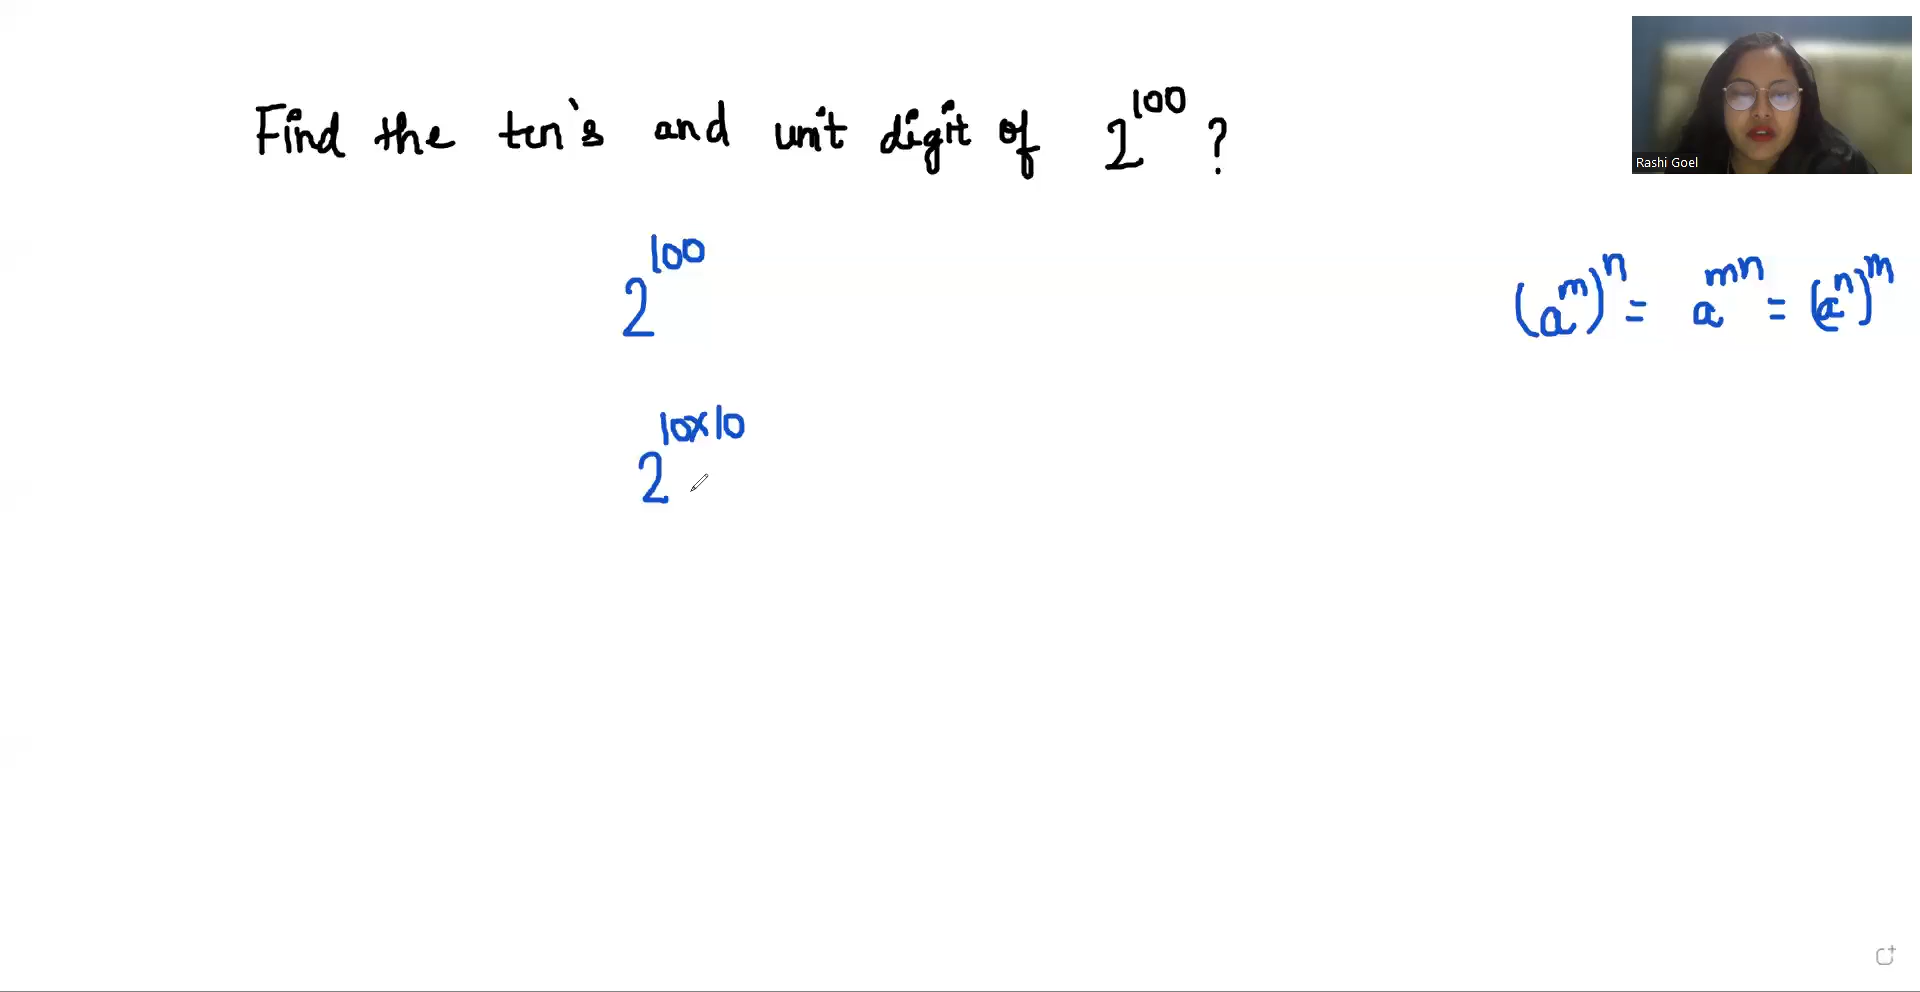 Find the ten's and unit digit of 2^100 ?
Rashi Goel
2^100
(a^m)^n = a^mn = (a^n)^m
2^10×10